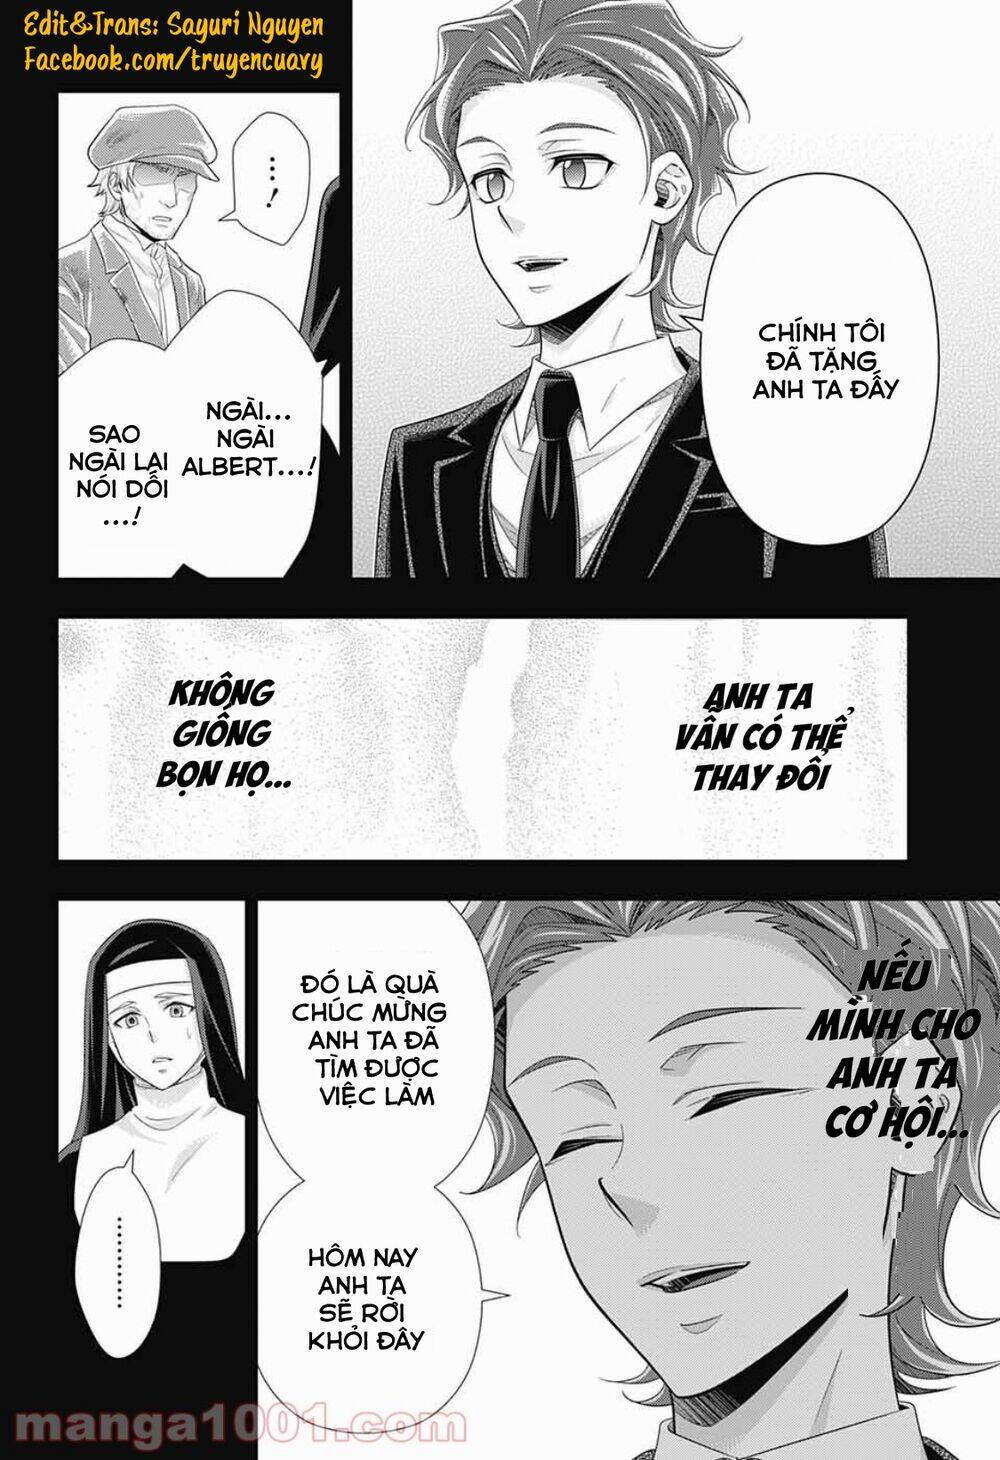 Edit&Trans: Sayuri Nguyen
Facebook.com/truyencuavy
CHÍNH TÔI
ĐÃ TẶNG
ANH TA ĐẤY
...!
NGÀI...
NGÀI
ALBERT...!
SAO
NGÀI LẠI
NÓI DỐI
...!
ANH TA
VẪN CÓ THỂ
THAY ĐỔI
KHÔNG
GIỐNG
BỌN HỌ...
NẾU
MÌNH CHO
ANH TA
CƠ HỘI...
ĐÓ LÀ QUÀ
CHÚC MỪNG
ANH TA ĐÃ
TÌM ĐƯỢC
VIỆC LÀM
HÔM NAY
ANH TA
SẼ RỜI
KHỎI ĐÂY
.........
manga1001.com